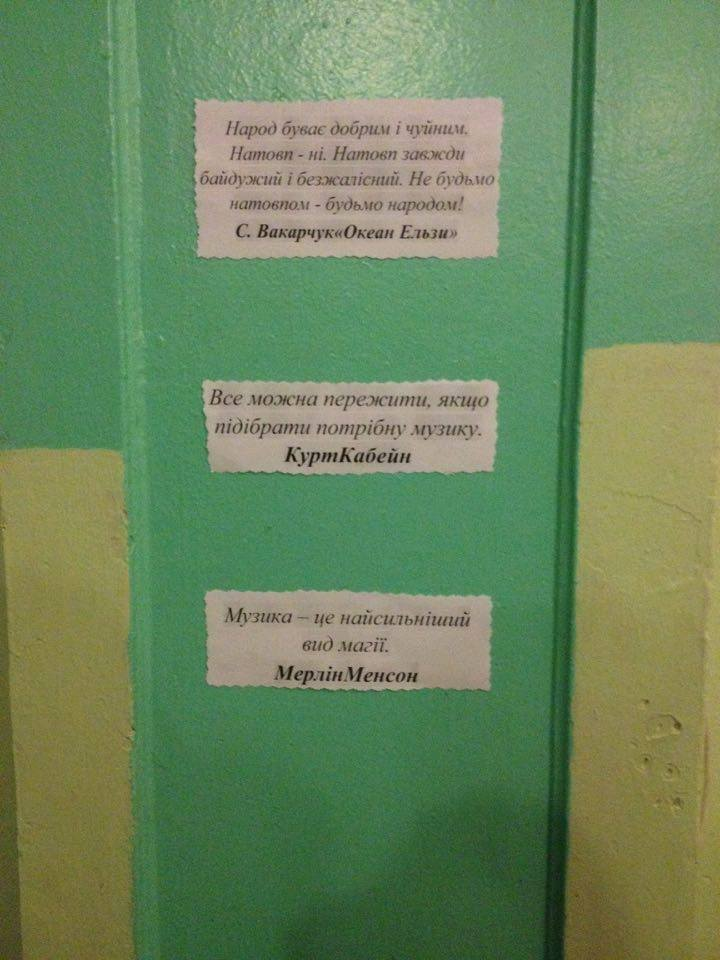 Народ буває добрим і чуйним.
Натовп - ні. Натовп завжди
байдужий і безжалісний. Не будьмо
натовпом - будьмо народом!
С. Вакарчук«Океан Ельзи»
Все можна пережити, якщо
підібрати потрібну музику.
КуртКабейн
Музика – це найсильніший
вид магії.
МерлінМенсон